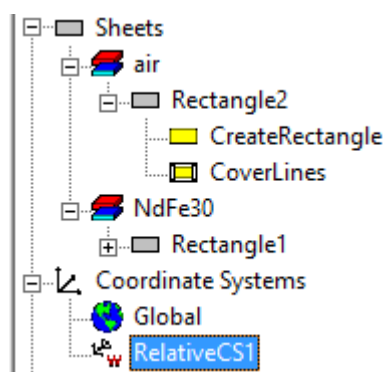 Sheets
air
Rectangle2
CreateRectangle
CoverLines
NdFe30
Rectangle1
Coordinate Systems
Global
W RelativeCS1